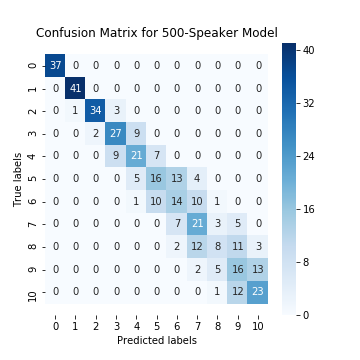 Confusion Matrix for 500-Speaker Model
0 37 0 0 0 0 0 0 0 0 0 0
1 0 41 0 0 0 0 0 0 0 0 0
2 0 1 34 3 0 0 0 0 0 0 0
3 0 0 2 27 9 0 0 0 0 0 0
4 0 0 0 9 21 7 0 0 0 0 0
5 0 0 0 0 5 16 13 4 0 0 0
6 0 0 0 0 1 10 14 10 1 0 0
7 0 0 0 0 0 0 7 21 3 5 0
8 0 0 0 0 0 0 2 12 8 11 3
9 0 0 0 0 0 0 0 2 5 16 13
10 0 0 0 0 0 0 0 0 1 12 23
0 1 2 3 4 5 6 7 8 9 10
Predicted labels
True labels
40
32
24
16
8
0